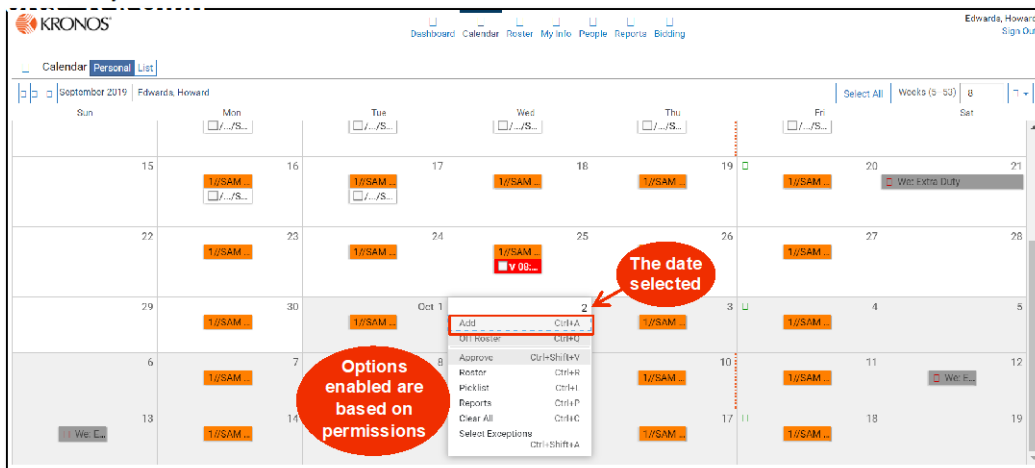 KRONOS
Dashboard Calendar Roster My Info People Reports Bidding
Edwards, Howard
Sign Out
Calendar Personal List
September 2019 Edwards, Howard
Select All Weeks (5-53) 8
Sun Mon Tue Wed Thu Fri Sat
/.../S... /.../S... /.../S... /.../S... /.../S...
15 16 17 18 19 20 21
1//SAM ... 1//SAM ... 1//SAM ... 1//SAM ... 1//SAM ... We: Extra Duty
/.../S... /.../S...
22 23 24 25 26 27 28
1//SAM ... 1//SAM ... 1//SAM ... 1//SAM ...
V 08:...
The date
selected
29 30 Oct 1 2 3 4 5
1//SAM ... 1//SAM ... 1//SAM ... 1//SAM ...
Add Ctrl+A
Off Roster Ctrl+O
Approve Ctrl+Shift+V
Roster Ctrl+R
Picklist Ctrl+L
Reports Ctrl+P
Clear All Ctrl+C
Select Exceptions
Ctrl+Shift+A
Options
enabled are
based on
permissions
6 7 8 10 11 12
1//SAM ... 1//SAM ... 1//SAM ... We: E...
13 14 17 18 19
We: E... 1//SAM ... 1//SAM ... 1//SAM ...